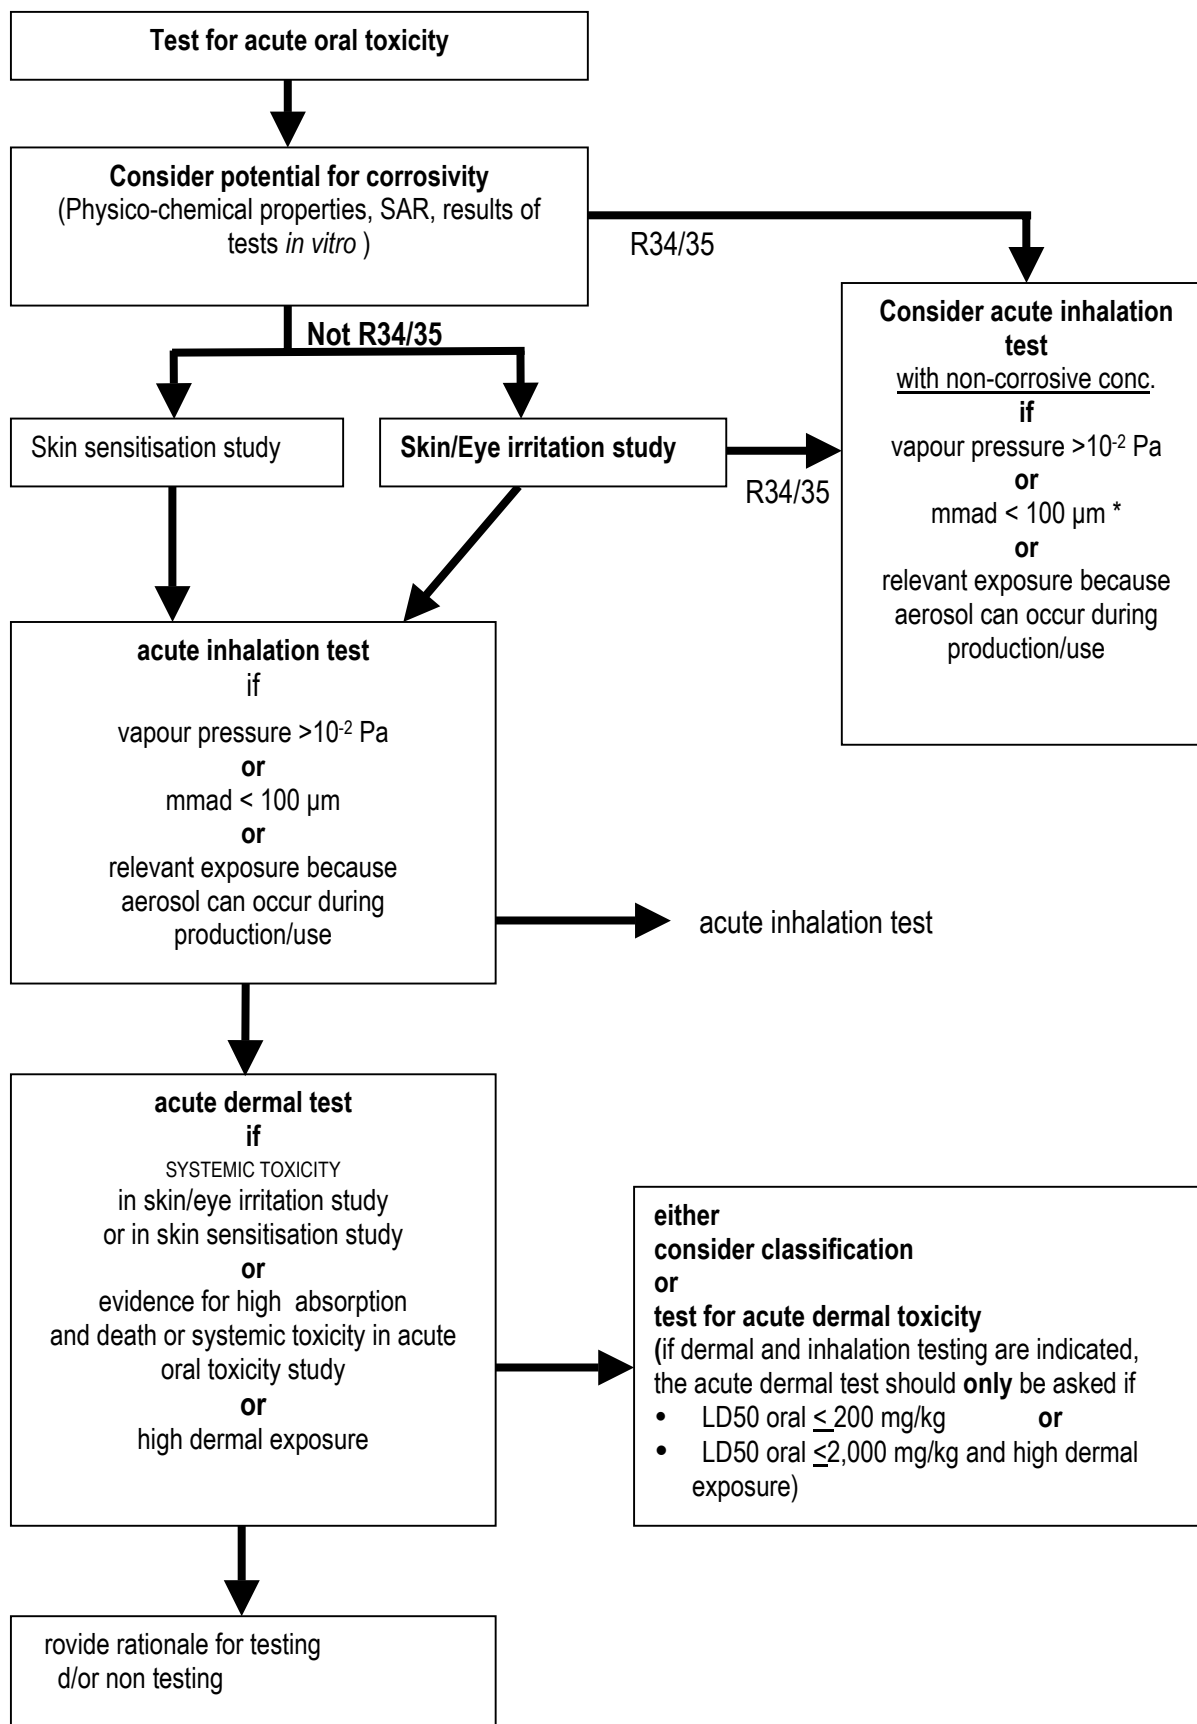 Test for acute oral toxicity
Consider potential for corrosivity
(Physico-chemical properties, SAR, results of
tests in vitro )
R34/35
Not R34/35
Consider acute inhalation
test
with non-corrosive conc.
if
vapour pressure >10⁻² Pa
or
mmad < 100 µm *
or
relevant exposure because
aerosol can occur during
production/use
Skin sensitisation study
Skin/Eye irritation study
R34/35
acute inhalation test
if
vapour pressure >10⁻² Pa
or
mmad < 100 µm
or
relevant exposure because
aerosol can occur during
production/use
acute inhalation test
acute dermal test
if
SYSTEMIC TOXICITY
in skin/eye irritation study
or in skin sensitisation study
or
evidence for high absorption
and death or systemic toxicity in acute
oral toxicity study
or
high dermal exposure
either
consider classification
or
test for acute dermal toxicity
(if dermal and inhalation testing are indicated,
the acute dermal test should only be asked if
• LD50 oral ≤ 200 mg/kg or
• LD50 oral ≤2,000 mg/kg and high dermal
exposure)
rovide rationale for testing
d/or non testing